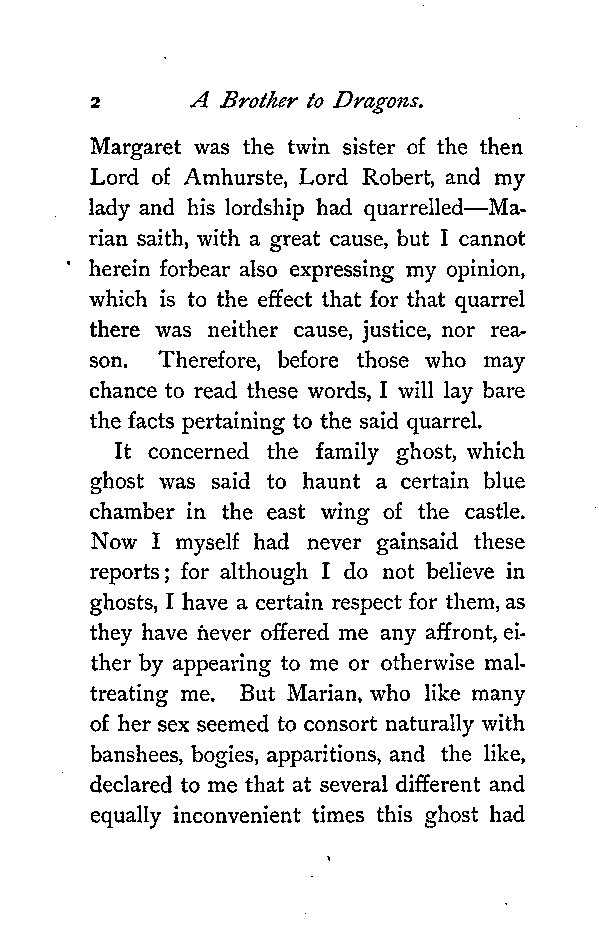 2 A Brother to Dragons.
Margaret was the twin sister of the then
Lord of Amhurste, Lord Robert, and my
lady and his lordship had quarrelled—Ma-
rian saith, with a great cause, but I cannot
herein forbear also expressing my opinion,
which is to the effect that for that quarrel
there was neither cause, justice, nor rea-
son. Therefore, before those who may
chance to read these words, I will lay bare
the facts pertaining to the said quarrel.
It concerned the family ghost, which
ghost was said to haunt a certain blue
chamber in the east wing of the castle.
Now I myself had never gainsaid these
reports; for although I do not believe in
ghosts, I have a certain respect for them, as
they have never offered me any affront, ei-
ther by appearing to me or otherwise mal-
treating me. But Marian, who like many
of her sex seemed to consort naturally with
banshees, bogies, apparitions, and the like,
declared to me that at several different and
equally inconvenient times this ghost had